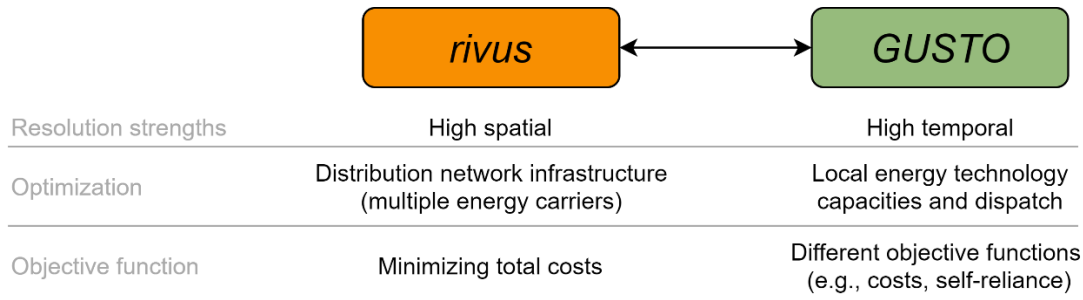 rivus GUSTO
Resolution strengths High spatial High temporal
Optimization Distribution network infrastructure (multiple energy carriers) Local energy technology capacities and dispatch
Objective function Minimizing total costs Different objective functions (e.g., costs, self-reliance)